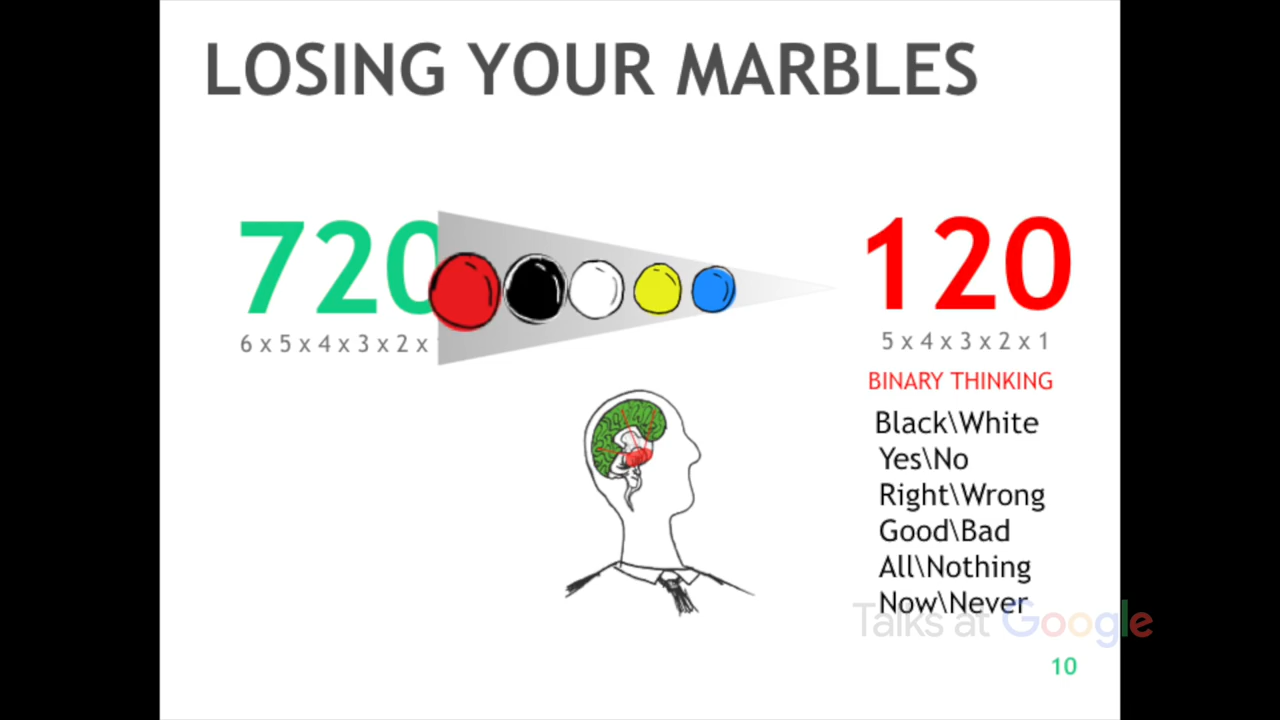 LOSING YOUR MARBLES
720
6 x 5 x 4 x 3 x 2 x
120
5 x 4 x 3 x 2 x 1
BINARY THINKING
Black\White
Yes\No
Right\Wrong
Good\Bad
All\Nothing
Now\Never
Talks at Google
10